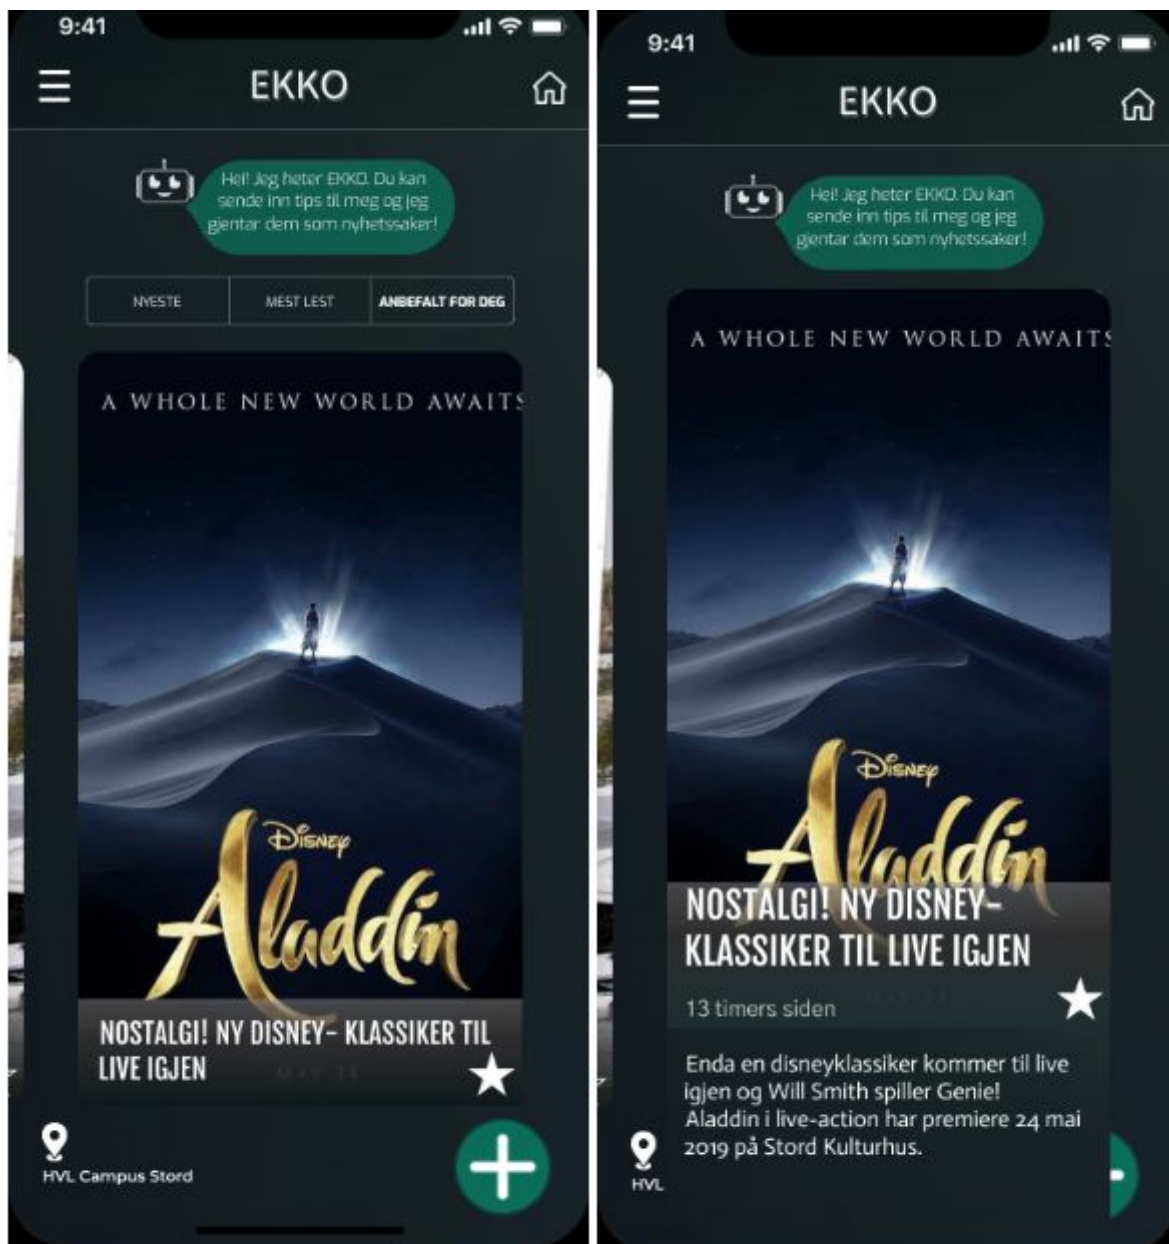 9:41
EKKO
Hei! Jeg heter EKKO. Du kan
sende inn tips til meg og jeg
gjentar dem som nyhetssaker!
NYESTE
MEST LEST
ANBEFALT FOR DEG
A WHOLE NEW WORLD AWAITS
DISNEY
Aladdin
NOSTALGI! NY DISNEY- KLASSIKER TIL
LIVE IGJEN
MAY 24
HVL Campus Stord
9:41
EKKO
Hei! Jeg heter EKKO. Du kan
sende inn tips til meg og jeg
gjentar dem som nyhetssaker!
A WHOLE NEW WORLD AWAITS
DISNEY
Aladdin
NOSTALGI! NY DISNEY-
KLASSIKER TIL LIVE IGJEN
13 timers siden
Enda en disneyklassiker kommer til live
igjen og Will Smith spiller Genie!
Aladdin i live-action har premiere 24 mai
2019 på Stord Kulturhus.
HVL